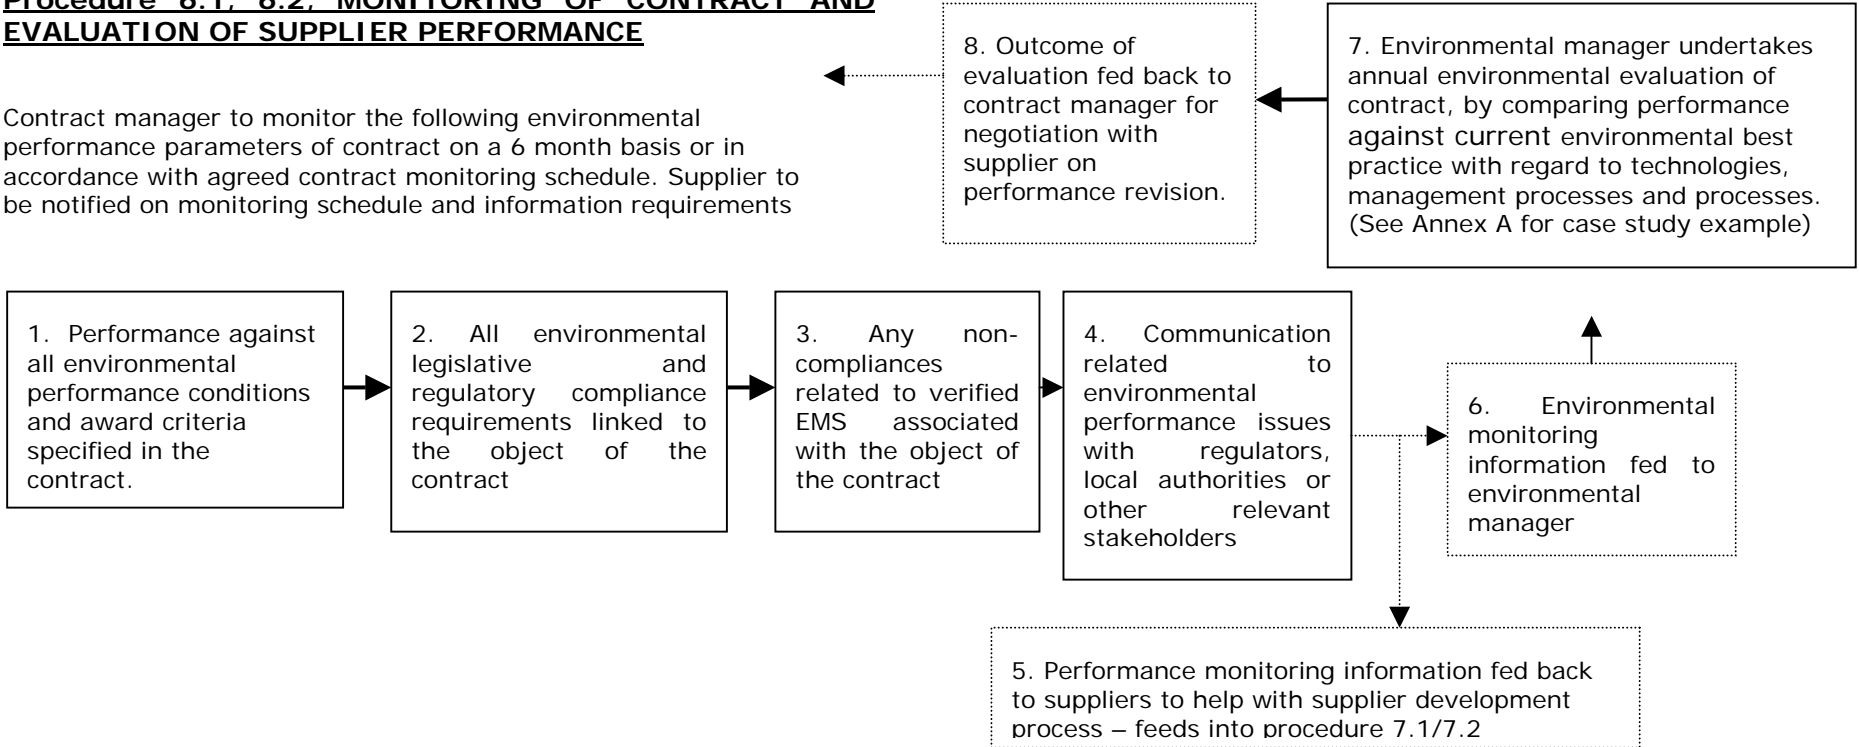 Procedure 6.1, 6.2, MONITORING OF CONTRACT AND
EVALUATION OF SUPPLIER PERFORMANCE
Contract manager to monitor the following environmental
performance parameters of contract on a 6 month basis or in
accordance with agreed contract monitoring schedule. Supplier to
be notified on monitoring schedule and information requirements
8. Outcome of
evaluation fed back to
contract manager for
negotiation with
supplier on
performance revision.
7. Environmental manager undertakes
annual environmental evaluation of
contract, by comparing performance
against current environmental best
practice with regard to technologies,
management processes and processes.
(See Annex A for case study example)
1. Performance against
all environmental
performance conditions
and award criteria
specified in the
contract.
2. All environmental
legislative and
regulatory compliance
requirements linked to
the object of the
contract
3. Any non-
compliances
related to verified
EMS associated
with the object of
the contract
4. Communication
related to
environmental
performance issues
with regulators,
local authorities or
other relevant
stakeholders
6. Environmental
monitoring
information fed to
environmental
manager
5. Performance monitoring information fed back
to suppliers to help with supplier development
process – feeds into procedure 7.1/7.2